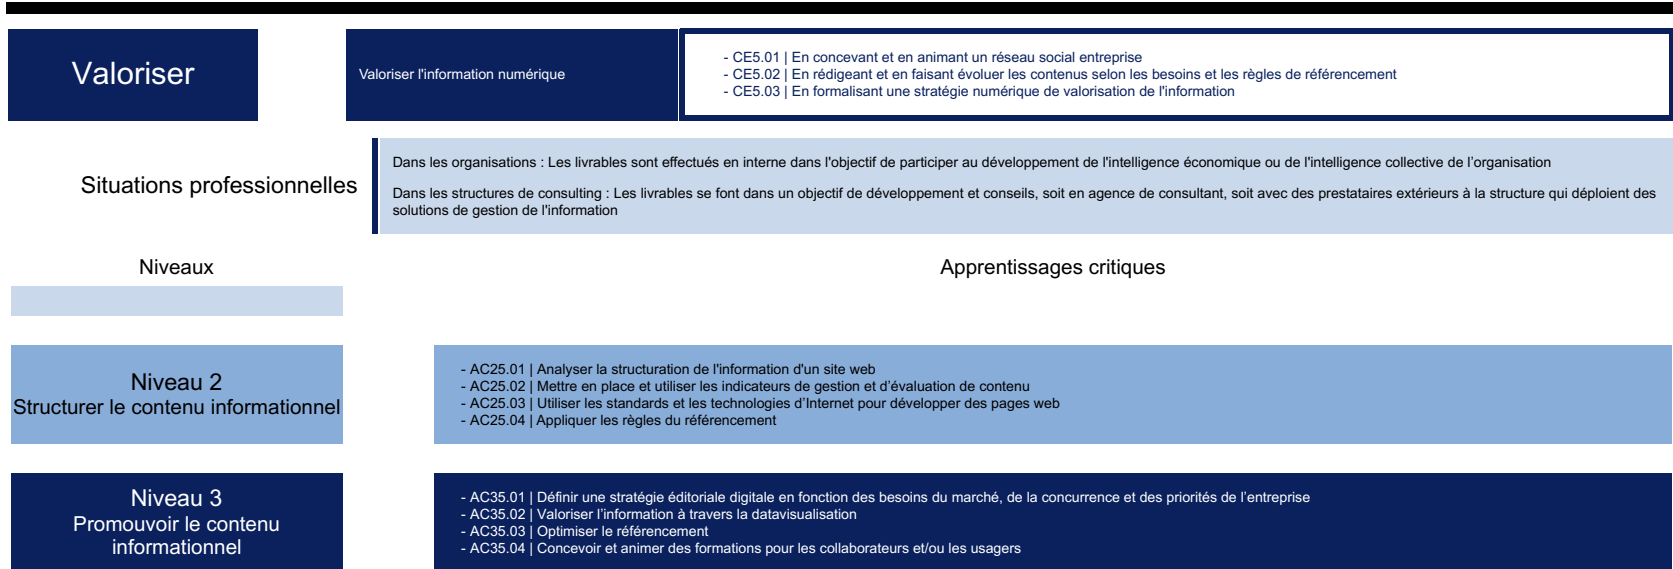 Valoriser
Valoriser l'information numérique
- CE5.01 | En concevant et en animant un réseau social entreprise
- CE5.02 | En rédigeant et en faisant évoluer les contenus selon les besoins et les règles de référencement
- CE5.03 | En formalisant une stratégie numérique de valorisation de l'information
Situations professionnelles
Dans les organisations : Les livrables sont effectués en interne dans l'objectif de participer au développement de l'intelligence économique ou de l'intelligence collective de l’organisation
Dans les structures de consulting : Les livrables se font dans un objectif de développement et conseils, soit en agence de consultant, soit avec des prestataires extérieurs à la structure qui déploient des
solutions de gestion de l'information
Niveaux
Apprentissages critiques
Niveau 2
Structurer le contenu informationnel
- AC25.01 | Analyser la structuration de l'information d'un site web
- AC25.02 | Mettre en place et utiliser les indicateurs de gestion et d’évaluation de contenu
- AC25.03 | Utiliser les standards et les technologies d’Internet pour développer des pages web
- AC25.04 | Appliquer les règles du référencement
Niveau 3
Promouvoir le contenu
informationnel
- AC35.01 | Définir une stratégie éditoriale digitale en fonction des besoins du marché, de la concurrence et des priorités de l’entreprise
- AC35.02 | Valoriser l’information à travers la datavisualisation
- AC35.03 | Optimiser le référencement
- AC35.04 | Concevoir et animer des formations pour les collaborateurs et/ou les usagers